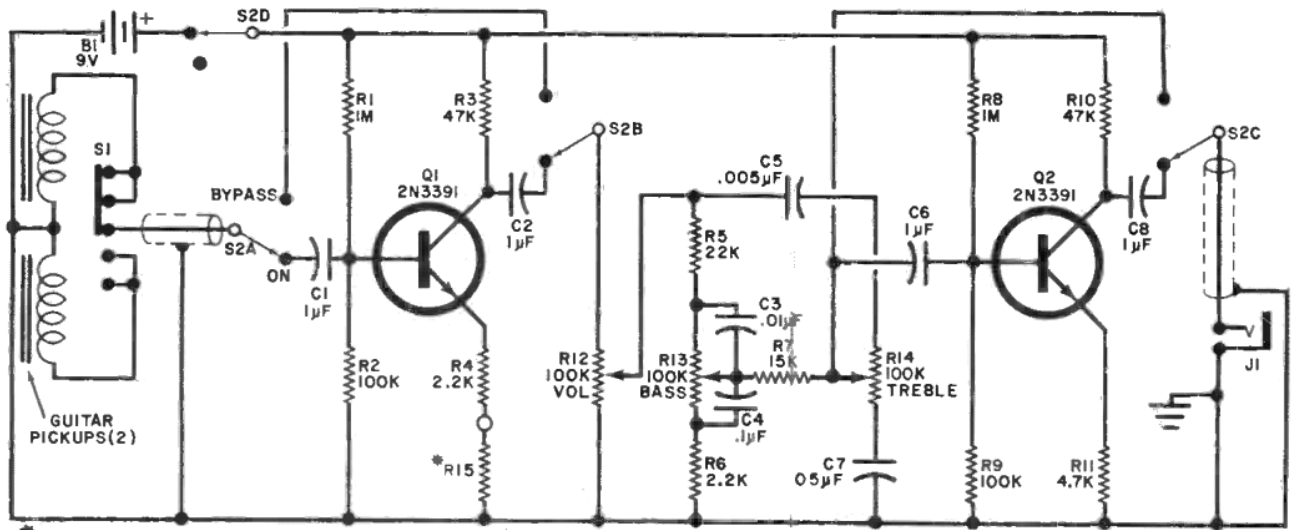 B1
9V
+
S2D
S1
BYPASS
S2A
ON
C1
1µF
R1
1M
R2
100K
Q1
2N3391
R3
47K
C2
1µF
R4
2.2K
*R15
S2B
R12
100K
VOL
C5
.005µF
R5
22K
C3
.01µF
R7
15K
R13
100K
BASS
C4
.1µF
R6
2.2K
R14
100K
TREBLE
C7
05µF
C6
1µF
R8
1M
R9
100K
Q2
2N3391
R10
47K
C8
1µF
R11
4.7K
S2C
V
J1
GUITAR
PICKUPS(2)
*